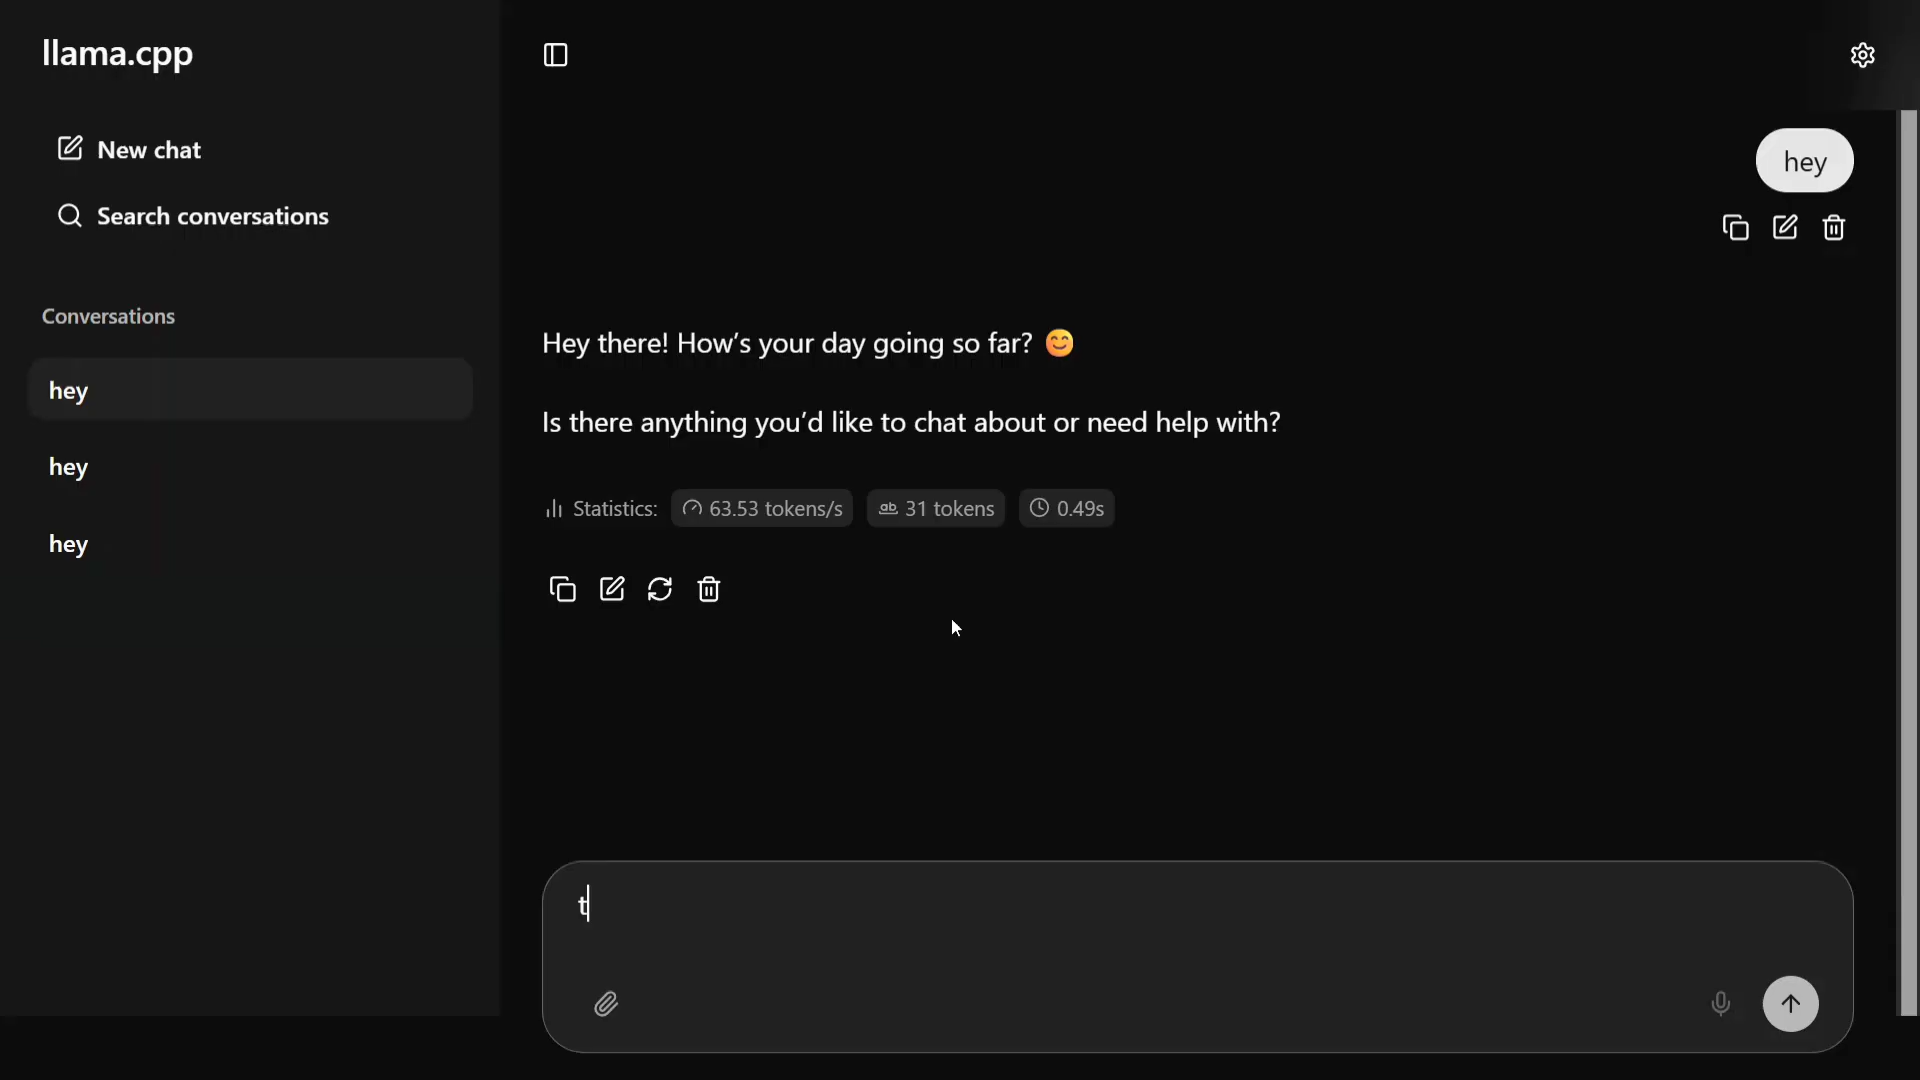 llama.cpp
New chat
Search conversations
Conversations
hey
hey
hey
hey
Hey there! How’s your day going so far? 😊
Is there anything you’d like to chat about or need help with?
Statistics: 63.53 tokens/s 31 tokens 0.49s
t